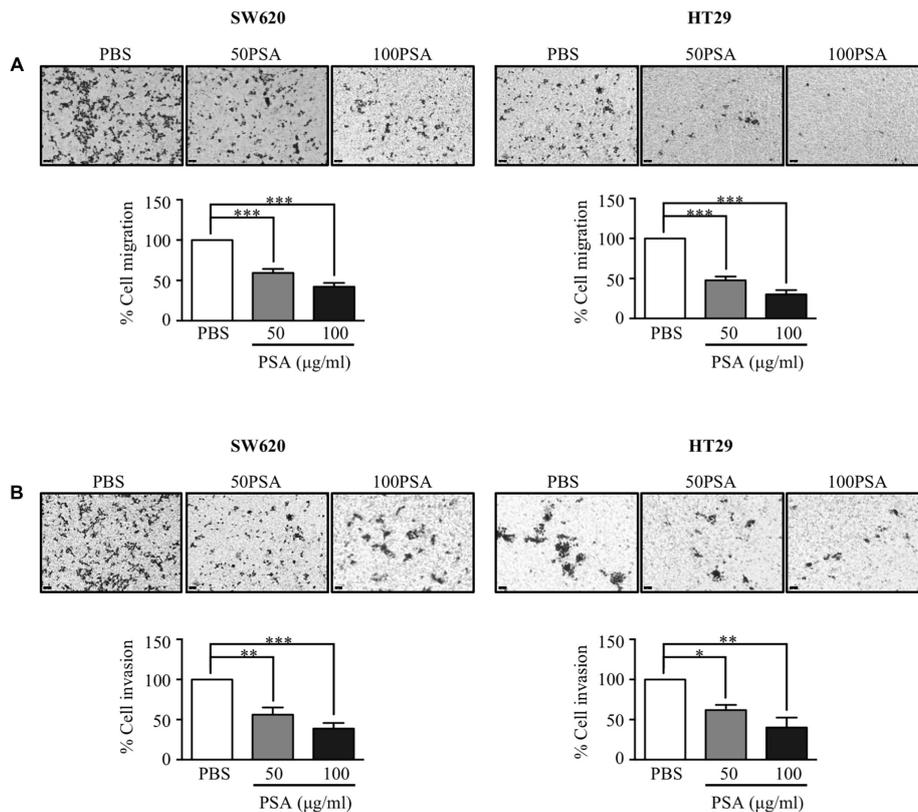 SW620 HT29
PBS 50PSA 100PSA PBS 50PSA 100PSA
A
% Cell migration
150
100
50
0
***
***
PBS 50 100
PSA (µg/ml)
% Cell migration
150
100
50
0
***
***
PBS 50 100
PSA (µg/ml)
SW620 HT29
PBS 50PSA 100PSA PBS 50PSA 100PSA
B
% Cell invasion
150
100
50
0
***
**
PBS 50 100
PSA (µg/ml)
% Cell invasion
150
100
50
0
**
*
PBS 50 100
PSA (µg/ml)